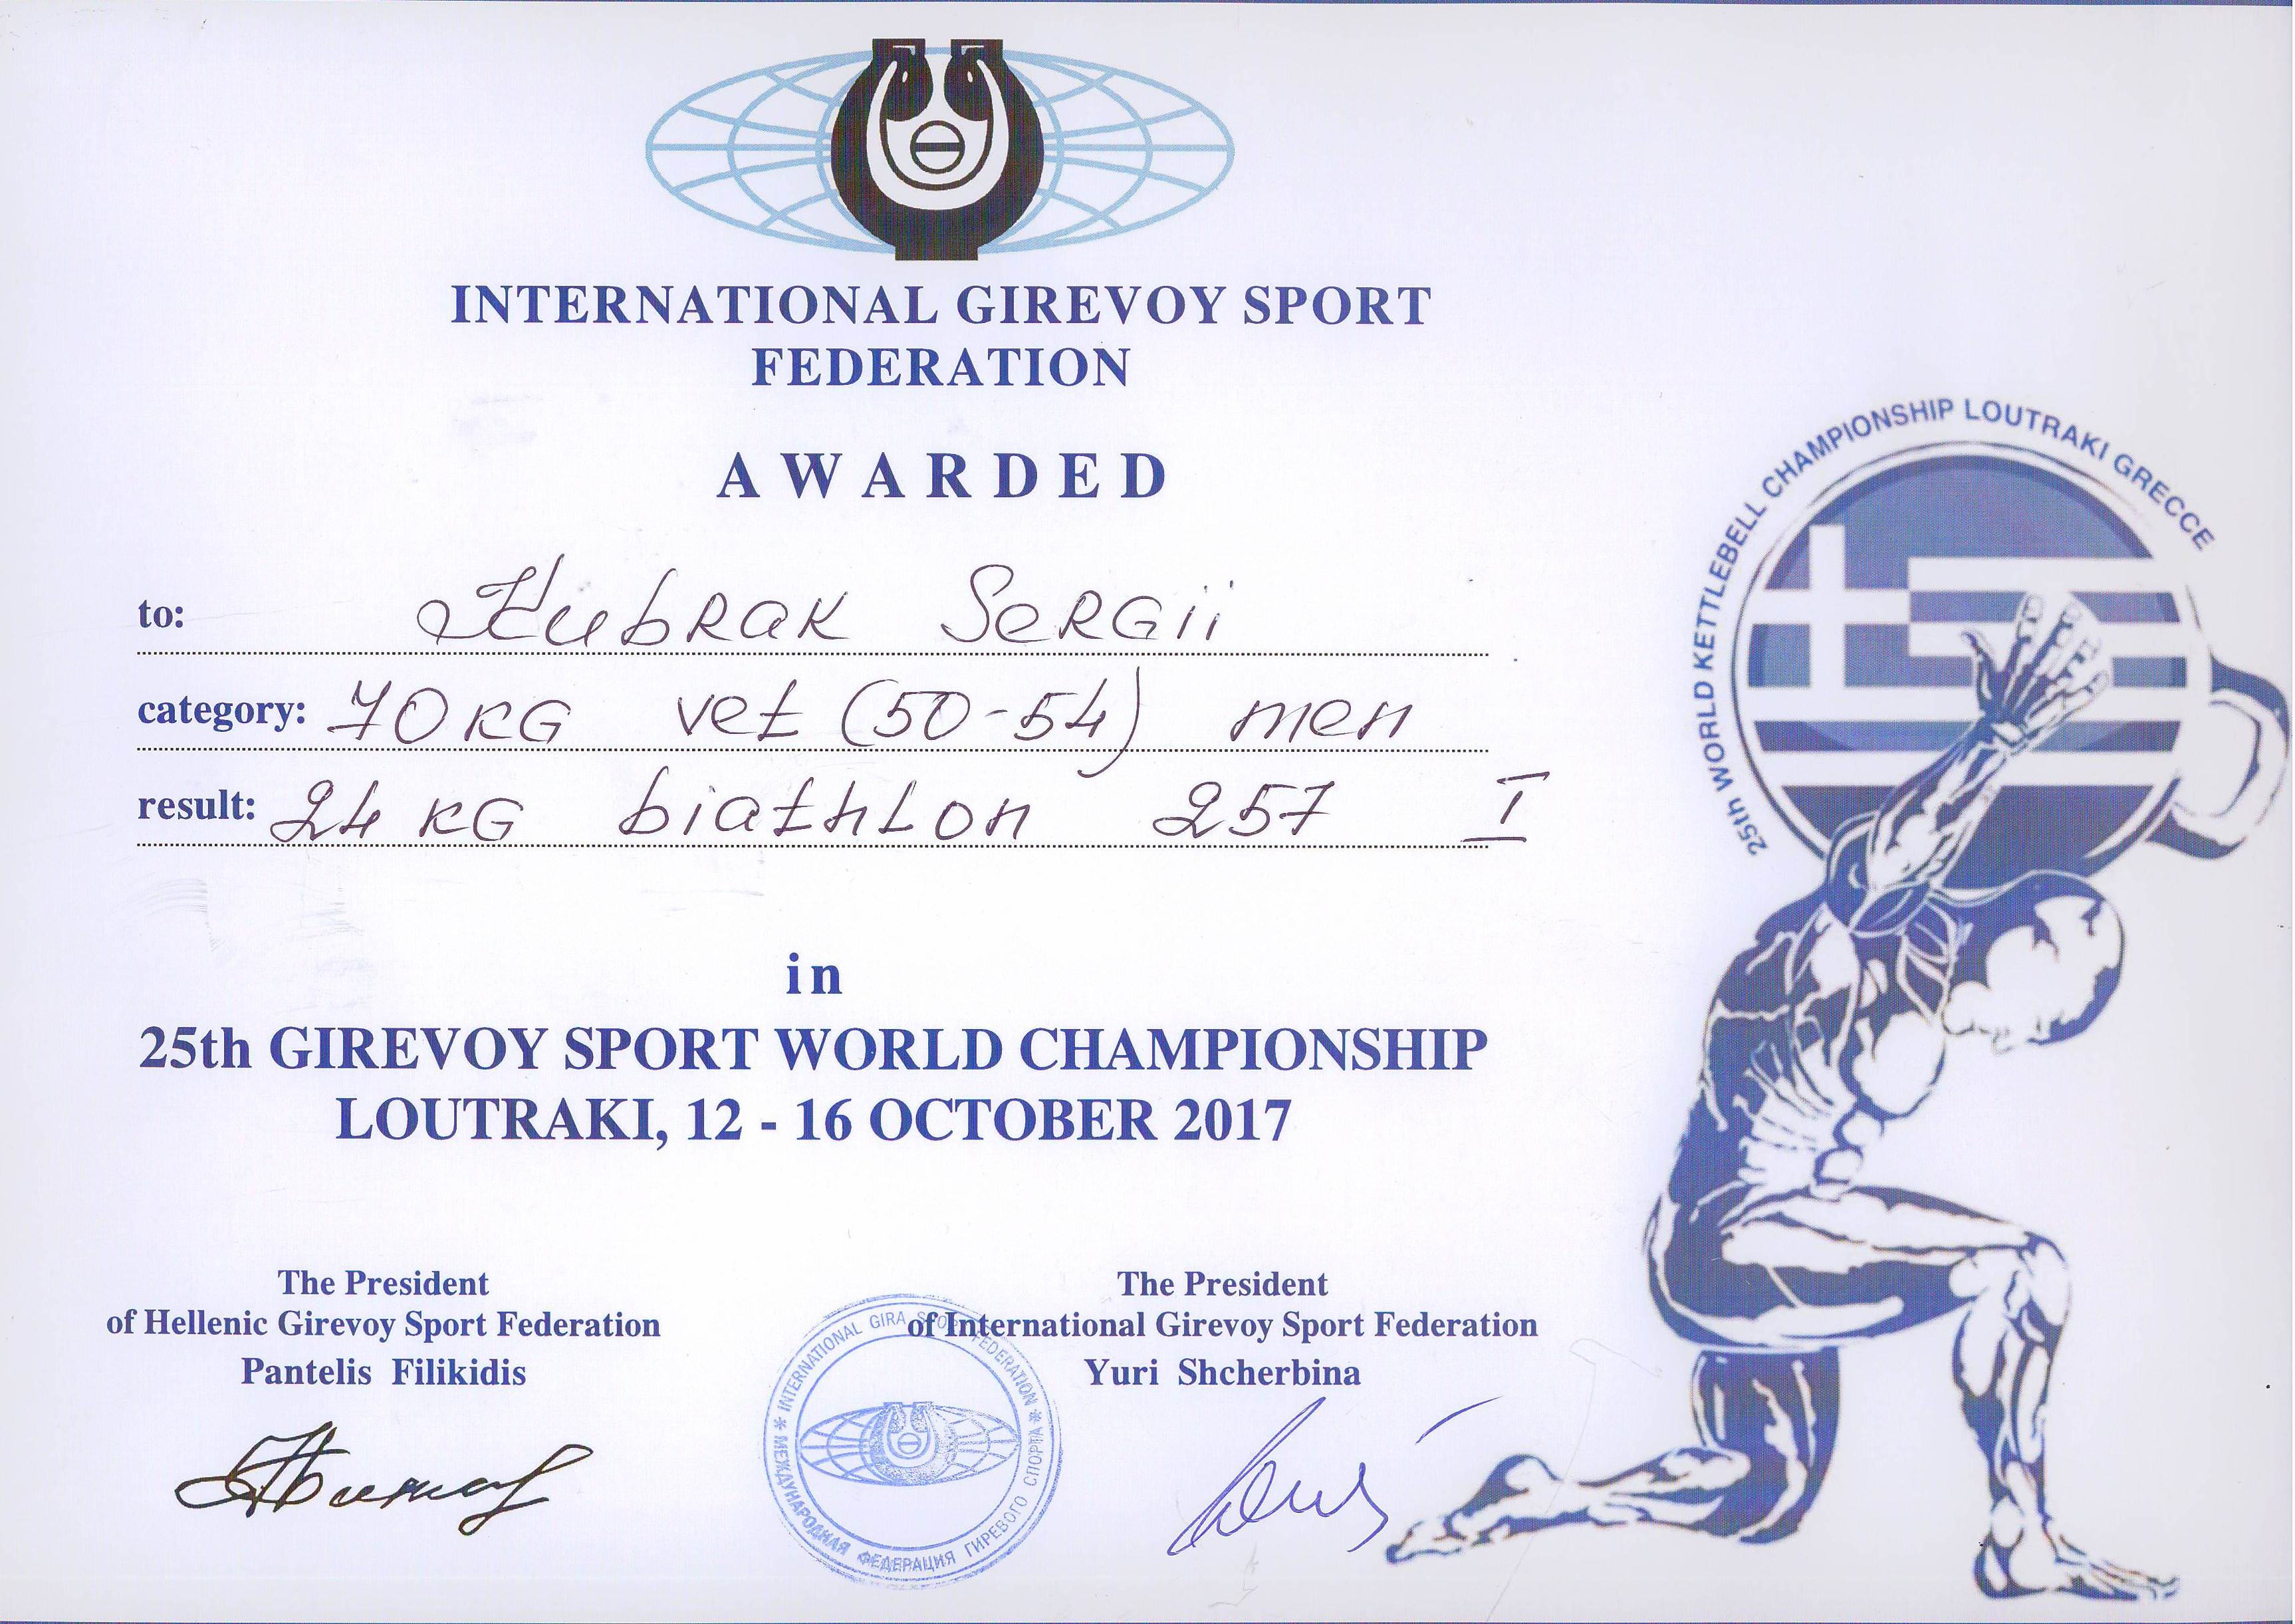 INTERNATIONAL GIREVOY SPORT
FEDERATION
AWARDED
to: Kubrak Sergii
category: 70 KG vet (50-54) men
result: 24 KG biathlon 257 I
in
25th GIREVOY SPORT WORLD CHAMPIONSHIP
LOUTRAKI, 12 - 16 OCTOBER 2017
The President
of Hellenic Girevoy Sport Federation
Pantelis Filikidis
The President
of International Girevoy Sport Federation
Yuri Shcherbina
INTERNATIONAL GIRA SPORT FEDERATION
МЕЖДУНАРОДНАЯ ФЕДЕРАЦИЯ ГИРЕВОГО СПОРТА
25th WORLD KETTLEBELL CHAMPIONSHIP LOUTRAKI GRECCE